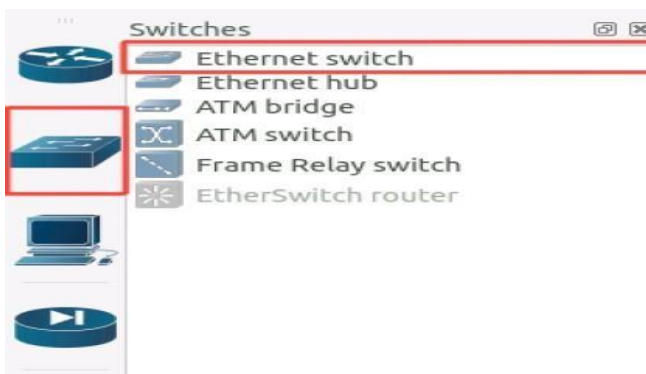 Switches
Ethernet switch
Ethernet hub
ATM bridge
ATM switch
Frame Relay switch
EtherSwitch router